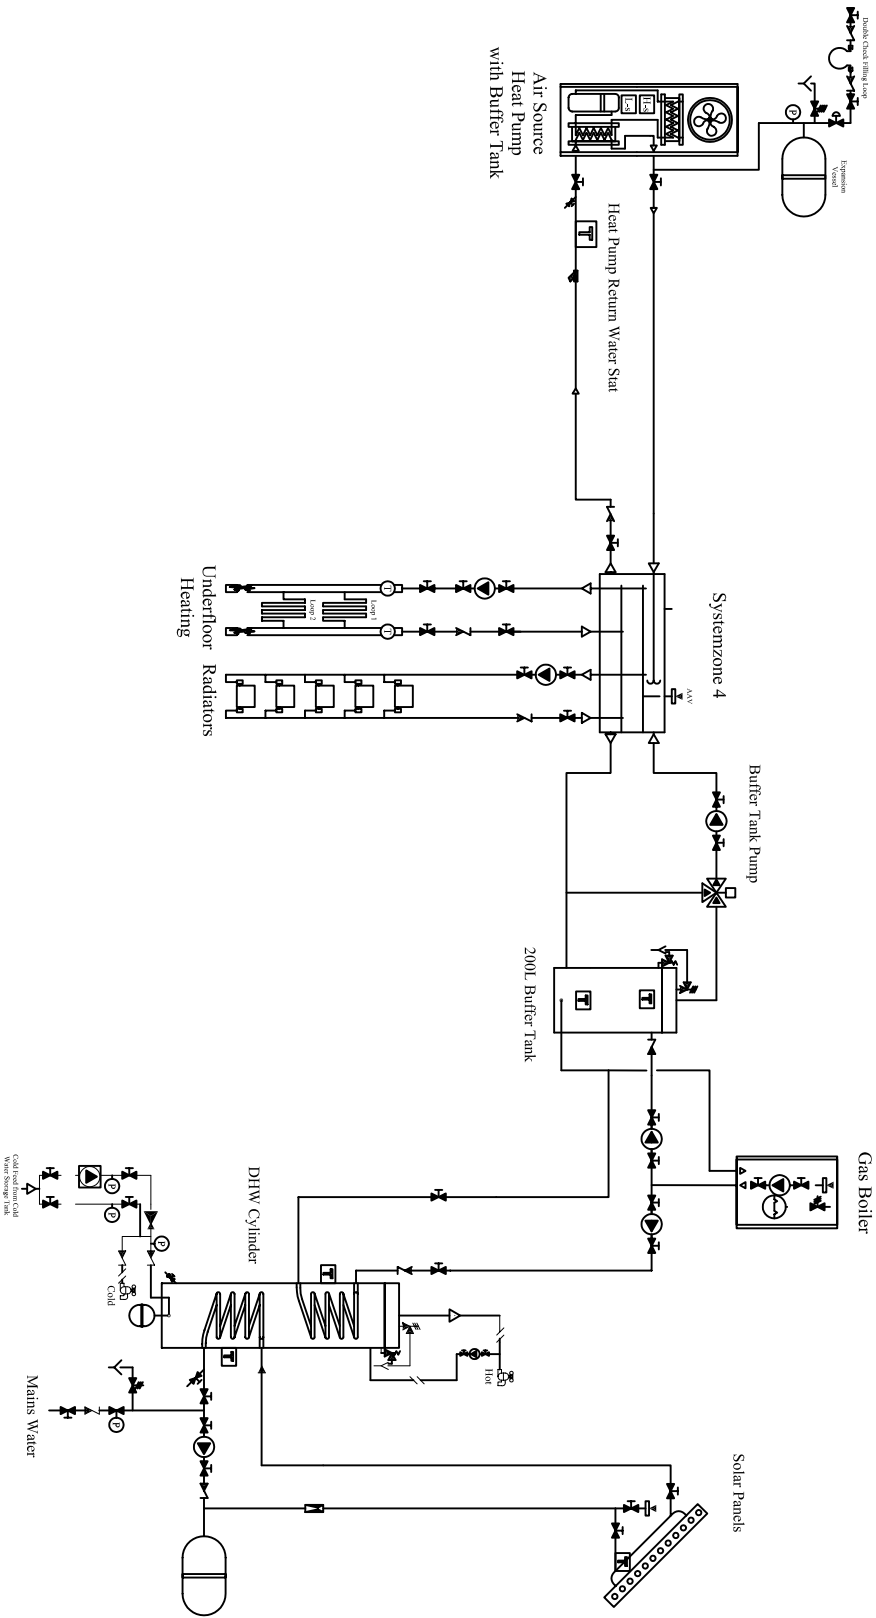 Double Check Filling Loop
P
Expansion
Vessel
H-s
L-s
Air Source
Heat Pump
with Buffer Tank
T
Heat Pump Return Water Stat
Systemzone 4
AAV
T
T
Loop 1
Loop 2
Underfloor
Heating
Radiators
Buffer Tank Pump
T
T
200L Buffer Tank
Gas Boiler
DHW Cylinder
T
T
P
P
P
Cold
Cold Feed from Cold
Water Storage Tank
Hot
P
Mains Water
Solar Panels
T